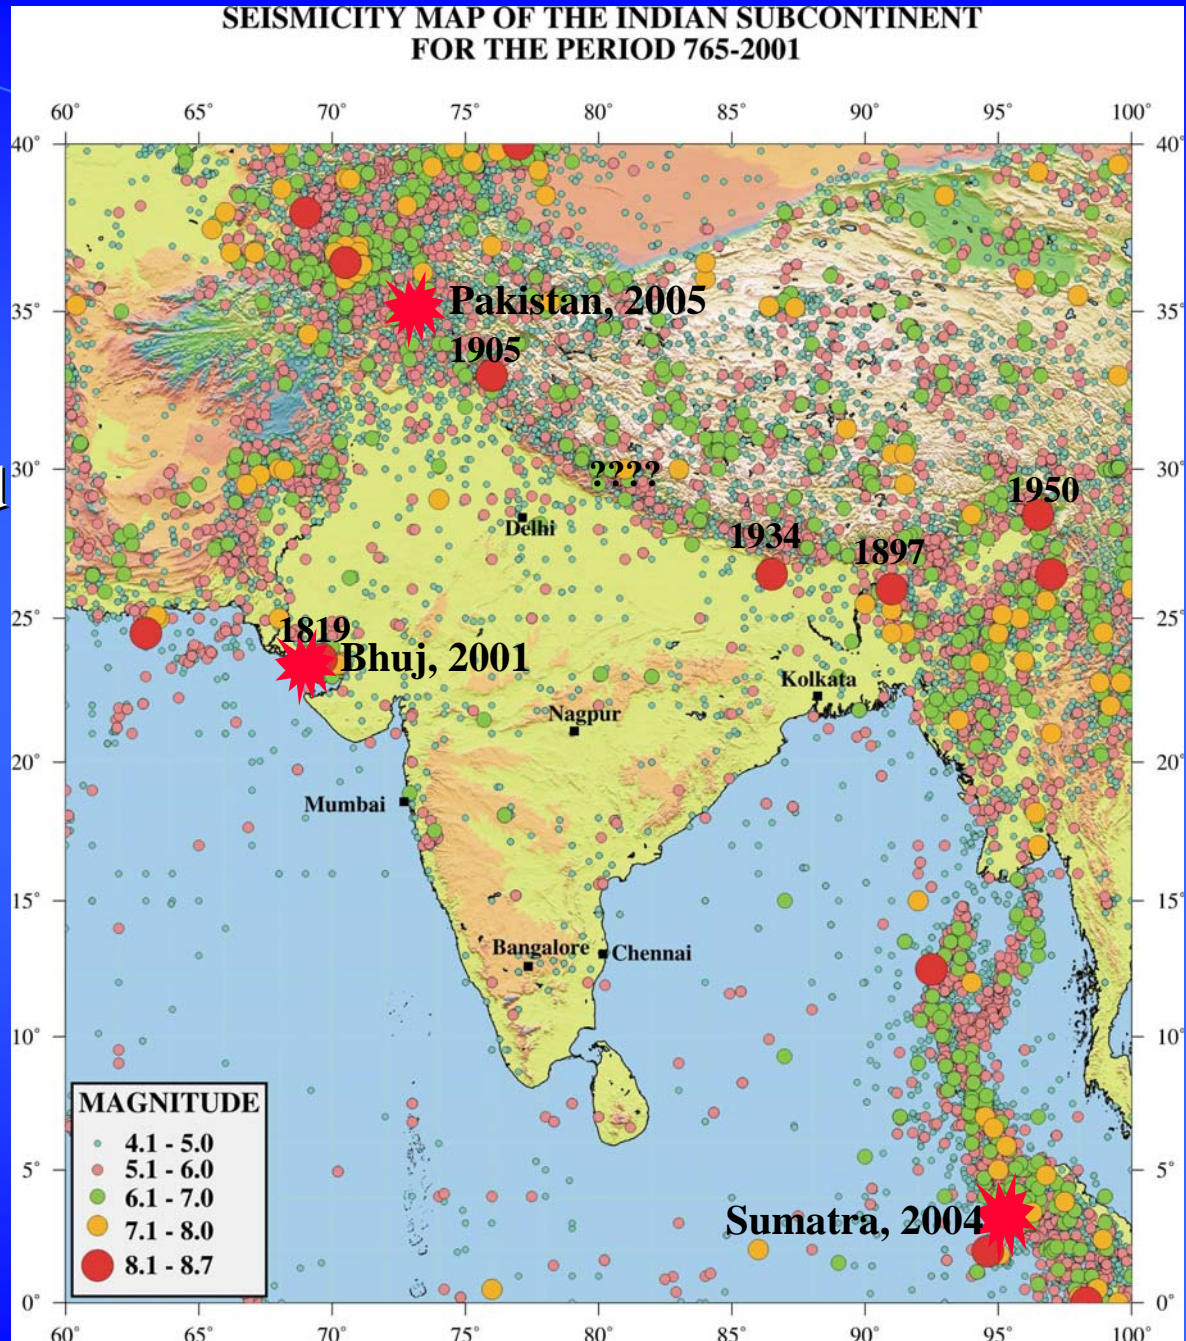 SEISMICITY MAP OF THE INDIAN SUBCONTINENT
FOR THE PERIOD 765-2001
60° 65° 70° 75° 80° 85° 90° 95° 100°
40° 40°
Pakistan, 2005
35° 35°
1905
30° ???? 30°
1950
Delhi
1934
1897
25° 25°
1819
Bhuj, 2001
Kolkata
Nagpur
20° 20°
Mumbai
15° 15°
Bangalore
Chennai
10° 10°
MAGNITUDE
4.1 - 5.0
5.1 - 6.0
6.1 - 7.0
7.1 - 8.0
8.1 - 8.7
5° 5°
Sumatra, 2004
0° 0°
60° 65° 70° 75° 80° 85° 90° 95° 100°